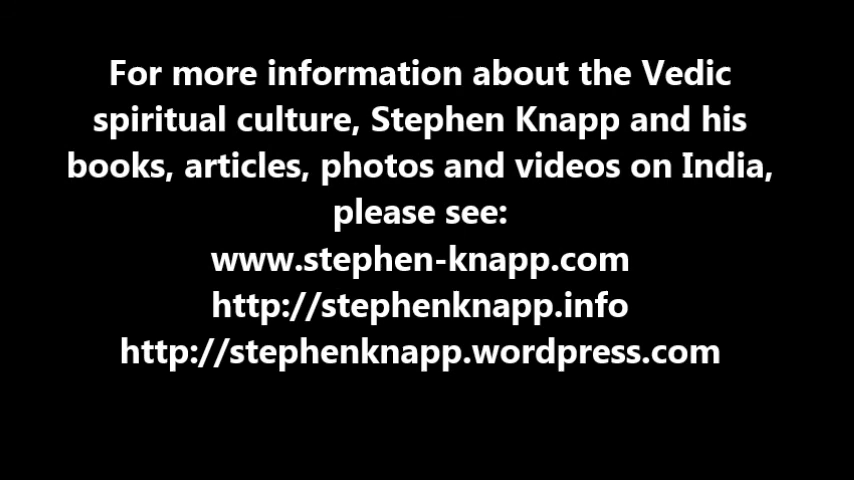 For more information about the Vedic
spiritual culture, Stephen Knapp and his
books, articles, photos and videos on India,
please see:
www.stephen-knapp.com
http://stephenknapp.info
http://stephenknapp.wordpress.com